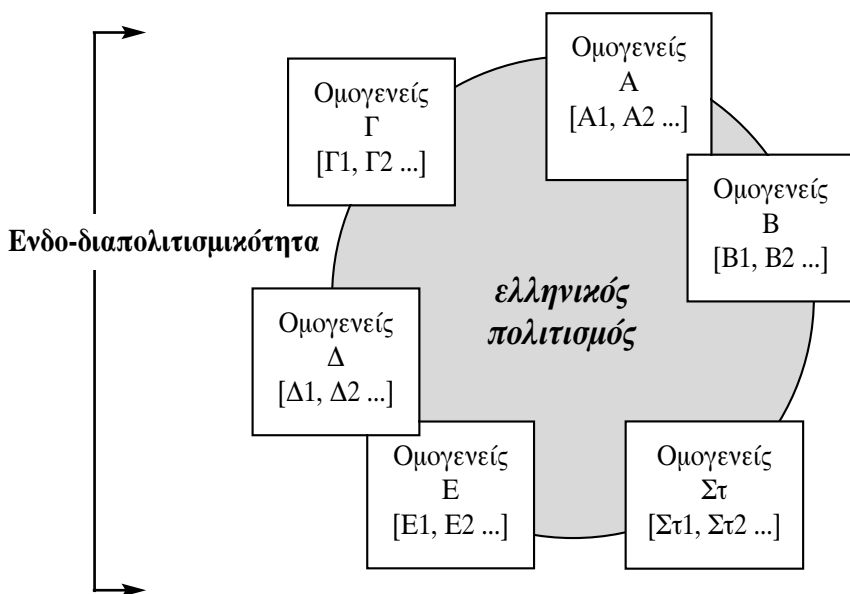 Ομογενείς
Α
[Α1, Α2 ...]
Ομογενείς
Γ
[Γ1, Γ2 ...]
Ομογενείς
Β
[Β1, Β2 ...]
Ενδο-διαπολιτισμικότητα
ελληνικός
πολιτισμός
Ομογενείς
Δ
[Δ1, Δ2 ...]
Ομογενείς
Ε
[Ε1, Ε2 ...]
Ομογενείς
Στ
[Στ1, Στ2 ...]